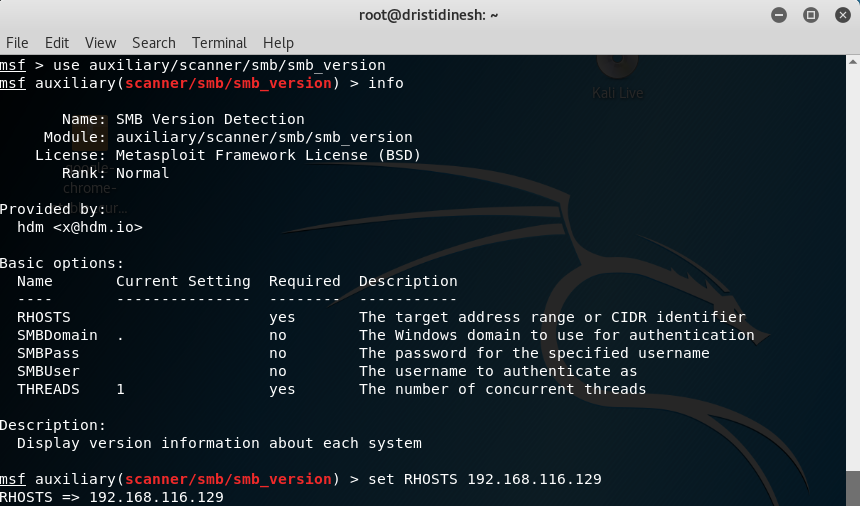 root@dristidinesh: ~
File Edit View Search Terminal Help
msf > use auxiliary/scanner/smb/smb_version
msf auxiliary(scanner/smb/smb_version) > info
Kali Live
Name: SMB Version Detection
Module: auxiliary/scanner/smb/smb_version
License: Metasploit Framework License (BSD)
Rank: Normal
google-
chrome-
Provided by:
hdm <x@hdm.io>
Basic options:
Name Current Setting Required Description
---- --------------- -------- -----------
RHOSTS yes The target address range or CIDR identifier
SMBDomain . no The Windows domain to use for authentication
SMBPass no The password for the specified username
SMBUser no The username to authenticate as
THREADS 1 yes The number of concurrent threads
Description:
Display version information about each system
msf auxiliary(scanner/smb/smb_version) > set RHOSTS 192.168.116.129
RHOSTS => 192.168.116.129